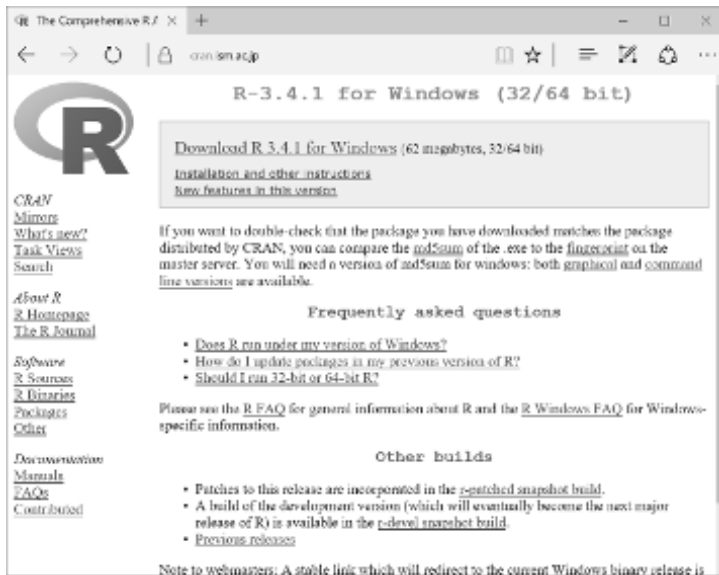 The Comprehensive R A
cran.ism.ac.jp
R
CRAN
Mirrors
What's new?
Task Views
Search
About R
R Homepage
The R Journal
Software
R Sources
R Binaries
Packages
Other
Documentation
Manuals
FAQs
Contributed
R-3.4.1 for Windows (32/64 bit)
Download R 3.4.1 for Windows (62 megabytes, 32/64 bit)
Installation and other instructions
New features in this version
If you want to double-check that the package you have downloaded matches the package
distributed by CRAN, you can compare the md5sum of the .exe to the fingerprint on the
master server. You will need a version of md5sum for windows: both graphical and command
line versions are available.
Frequently asked questions
• Does R run under my version of Windows?
• How do I update packages in my previous version of R?
• Should I run 32-bit or 64-bit R?
Please see the R FAQ for general information about R and the R Windows FAQ for Windows-
specific information.
Other builds
• Patches to this release are incorporated in the r-patched snapshot build.
• A build of the development version (which will eventually become the next major
release of R) is available in the r-devel snapshot build.
• Previous releases
Note to webmasters: A stable link which will redirect to the current Windows binary release is